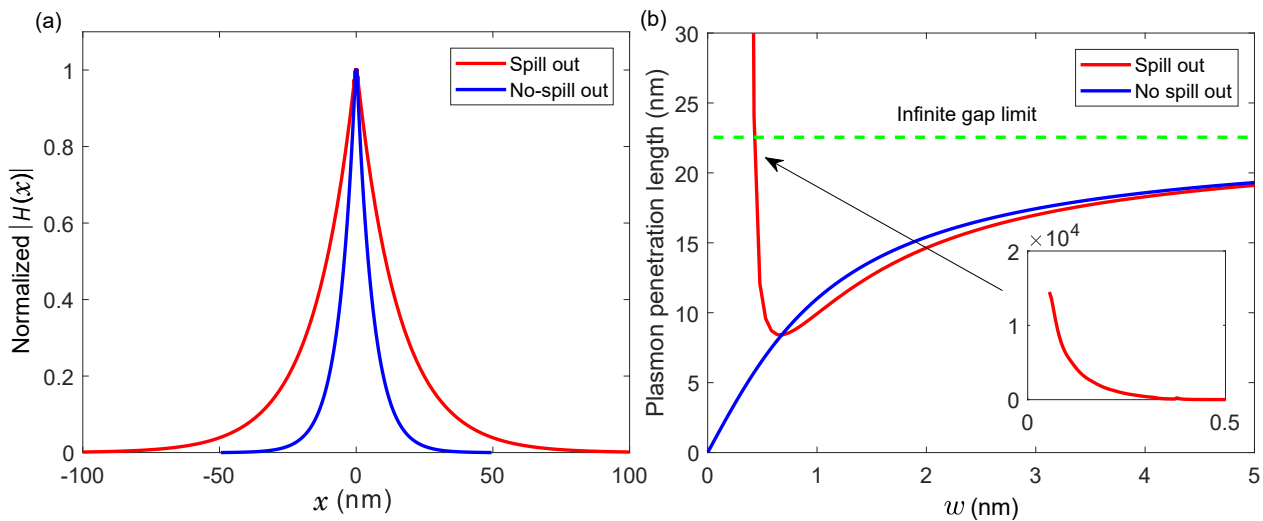 (a)
Normalized |H(x)|
1
0.8
0.6
0.4
0.2
0
-100
-50
0
50
100
x (nm)
Spill out
No-spill out
(b)
Plasmon penetration length (nm)
30
25
20
15
10
5
0
0
1
2
3
4
5
w (nm)
Spill out
No spill out
Infinite gap limit
2 ×10⁴
1
0
0
0.5